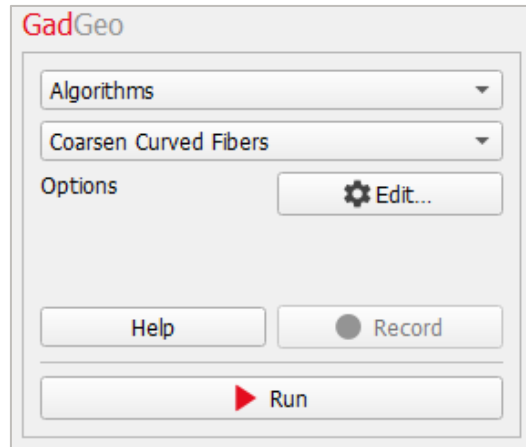 GadGeo
Algorithms
Coarsen Curved Fibers
Options
Edit...
Help
Record
Run